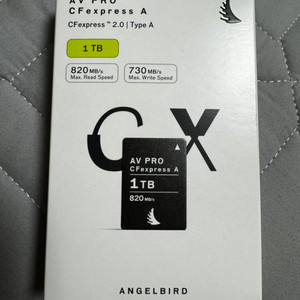 AV PRO
CFexpress A
CFexpress™ 2.0 | Type A
1 TB
820 MB/s
Max. Read Speed
730 MB/s
Max. Write Speed
CX
AV PRO
CFexpress A
1TB
820 MB/s
ANGELBIRD